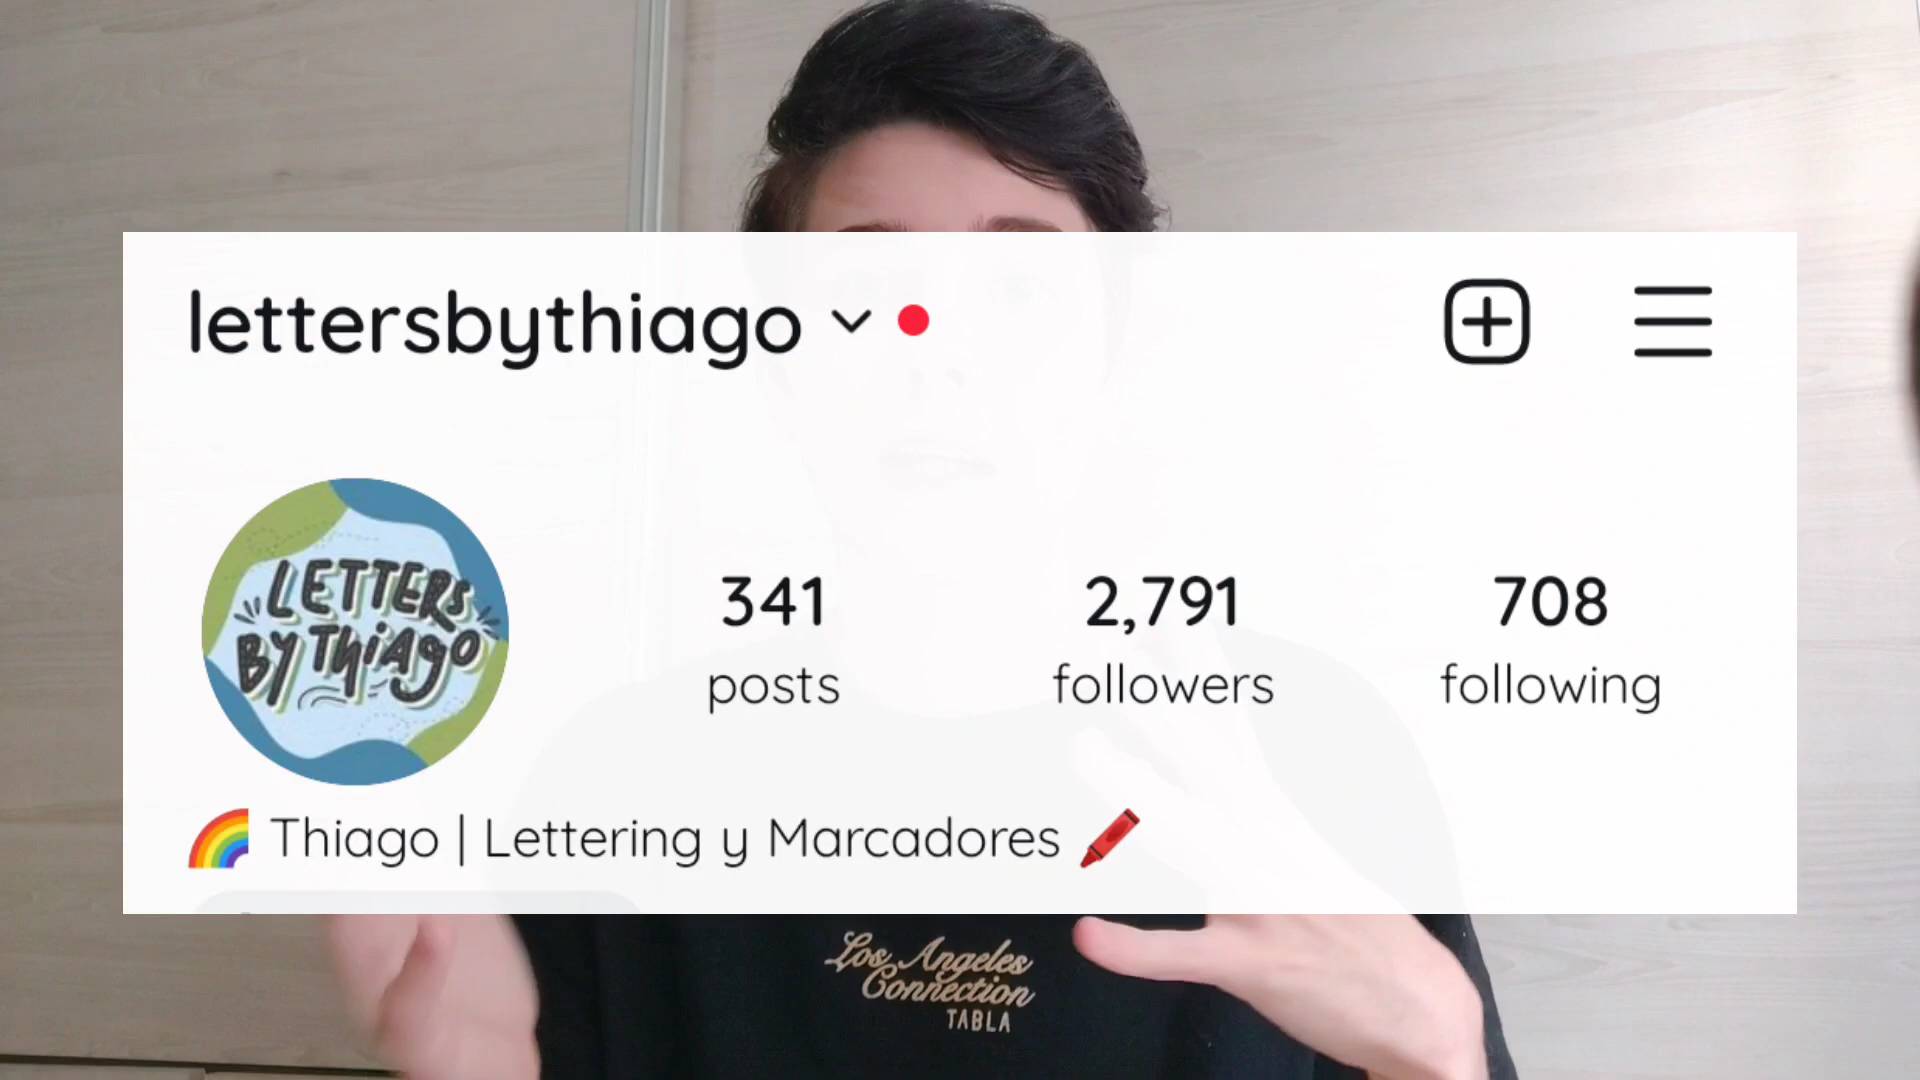 lettersbythiago
LETTERS
BY THiAGO
341
posts
2,791
followers
708
following
Thiago | Lettering y Marcadores
Los Angeles
Connection
TABLA